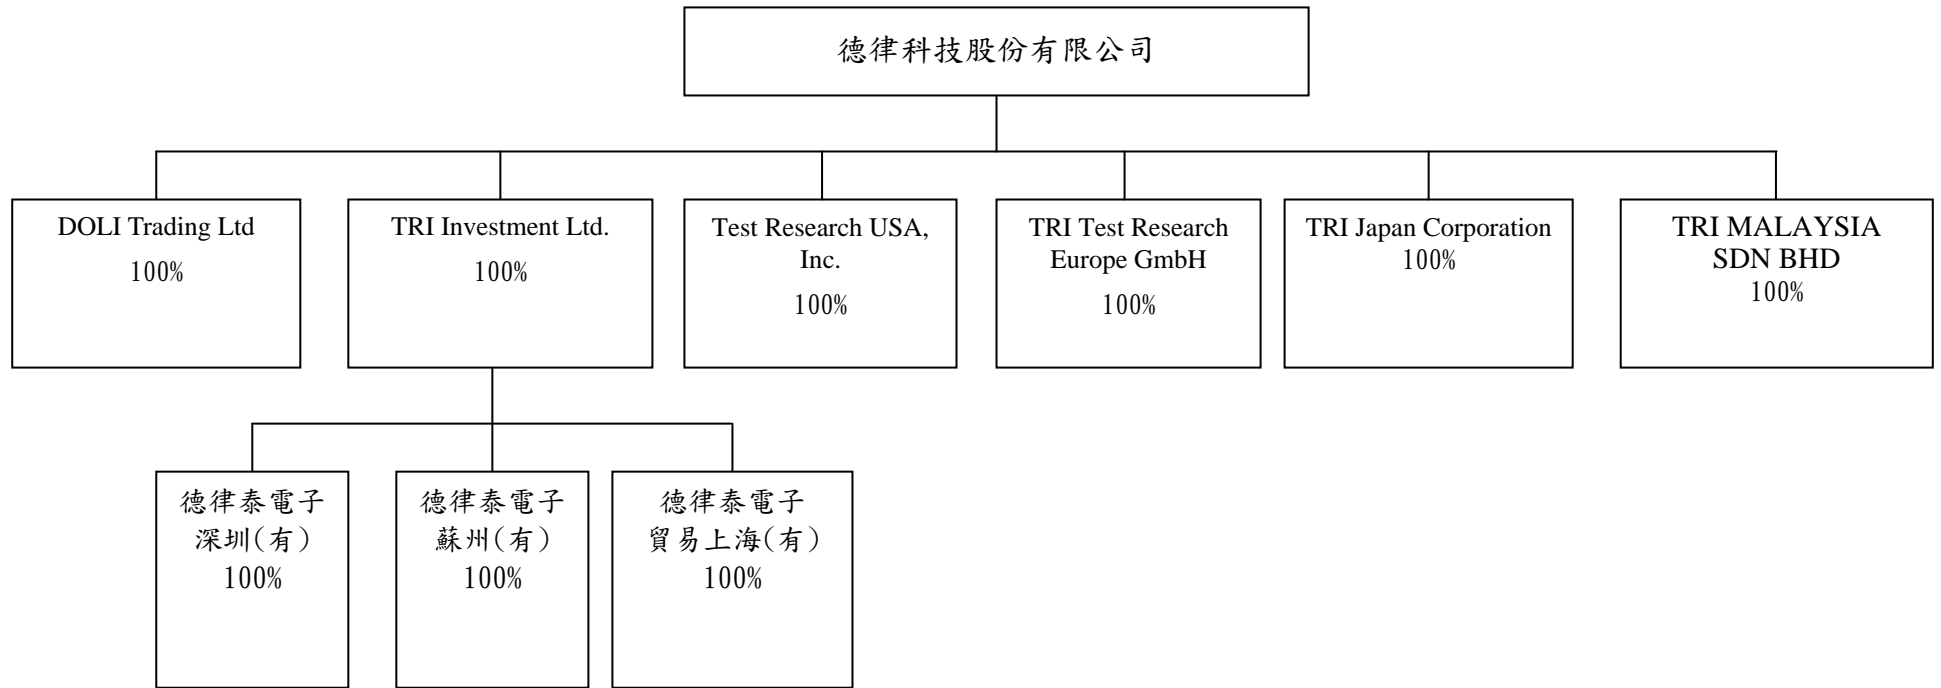 德律科技股份有限公司
DOLI Trading Ltd
100%
TRI Investment Ltd.
100%
Test Research USA,
Inc.
100%
TRI Test Research
Europe GmbH
100%
TRI Japan Corporation
100%
TRI MALAYSIA
SDN BHD
100%
德律泰電子
深圳(有)
100%
德律泰電子
蘇州(有)
100%
德律泰電子
貿易上海(有)
100%